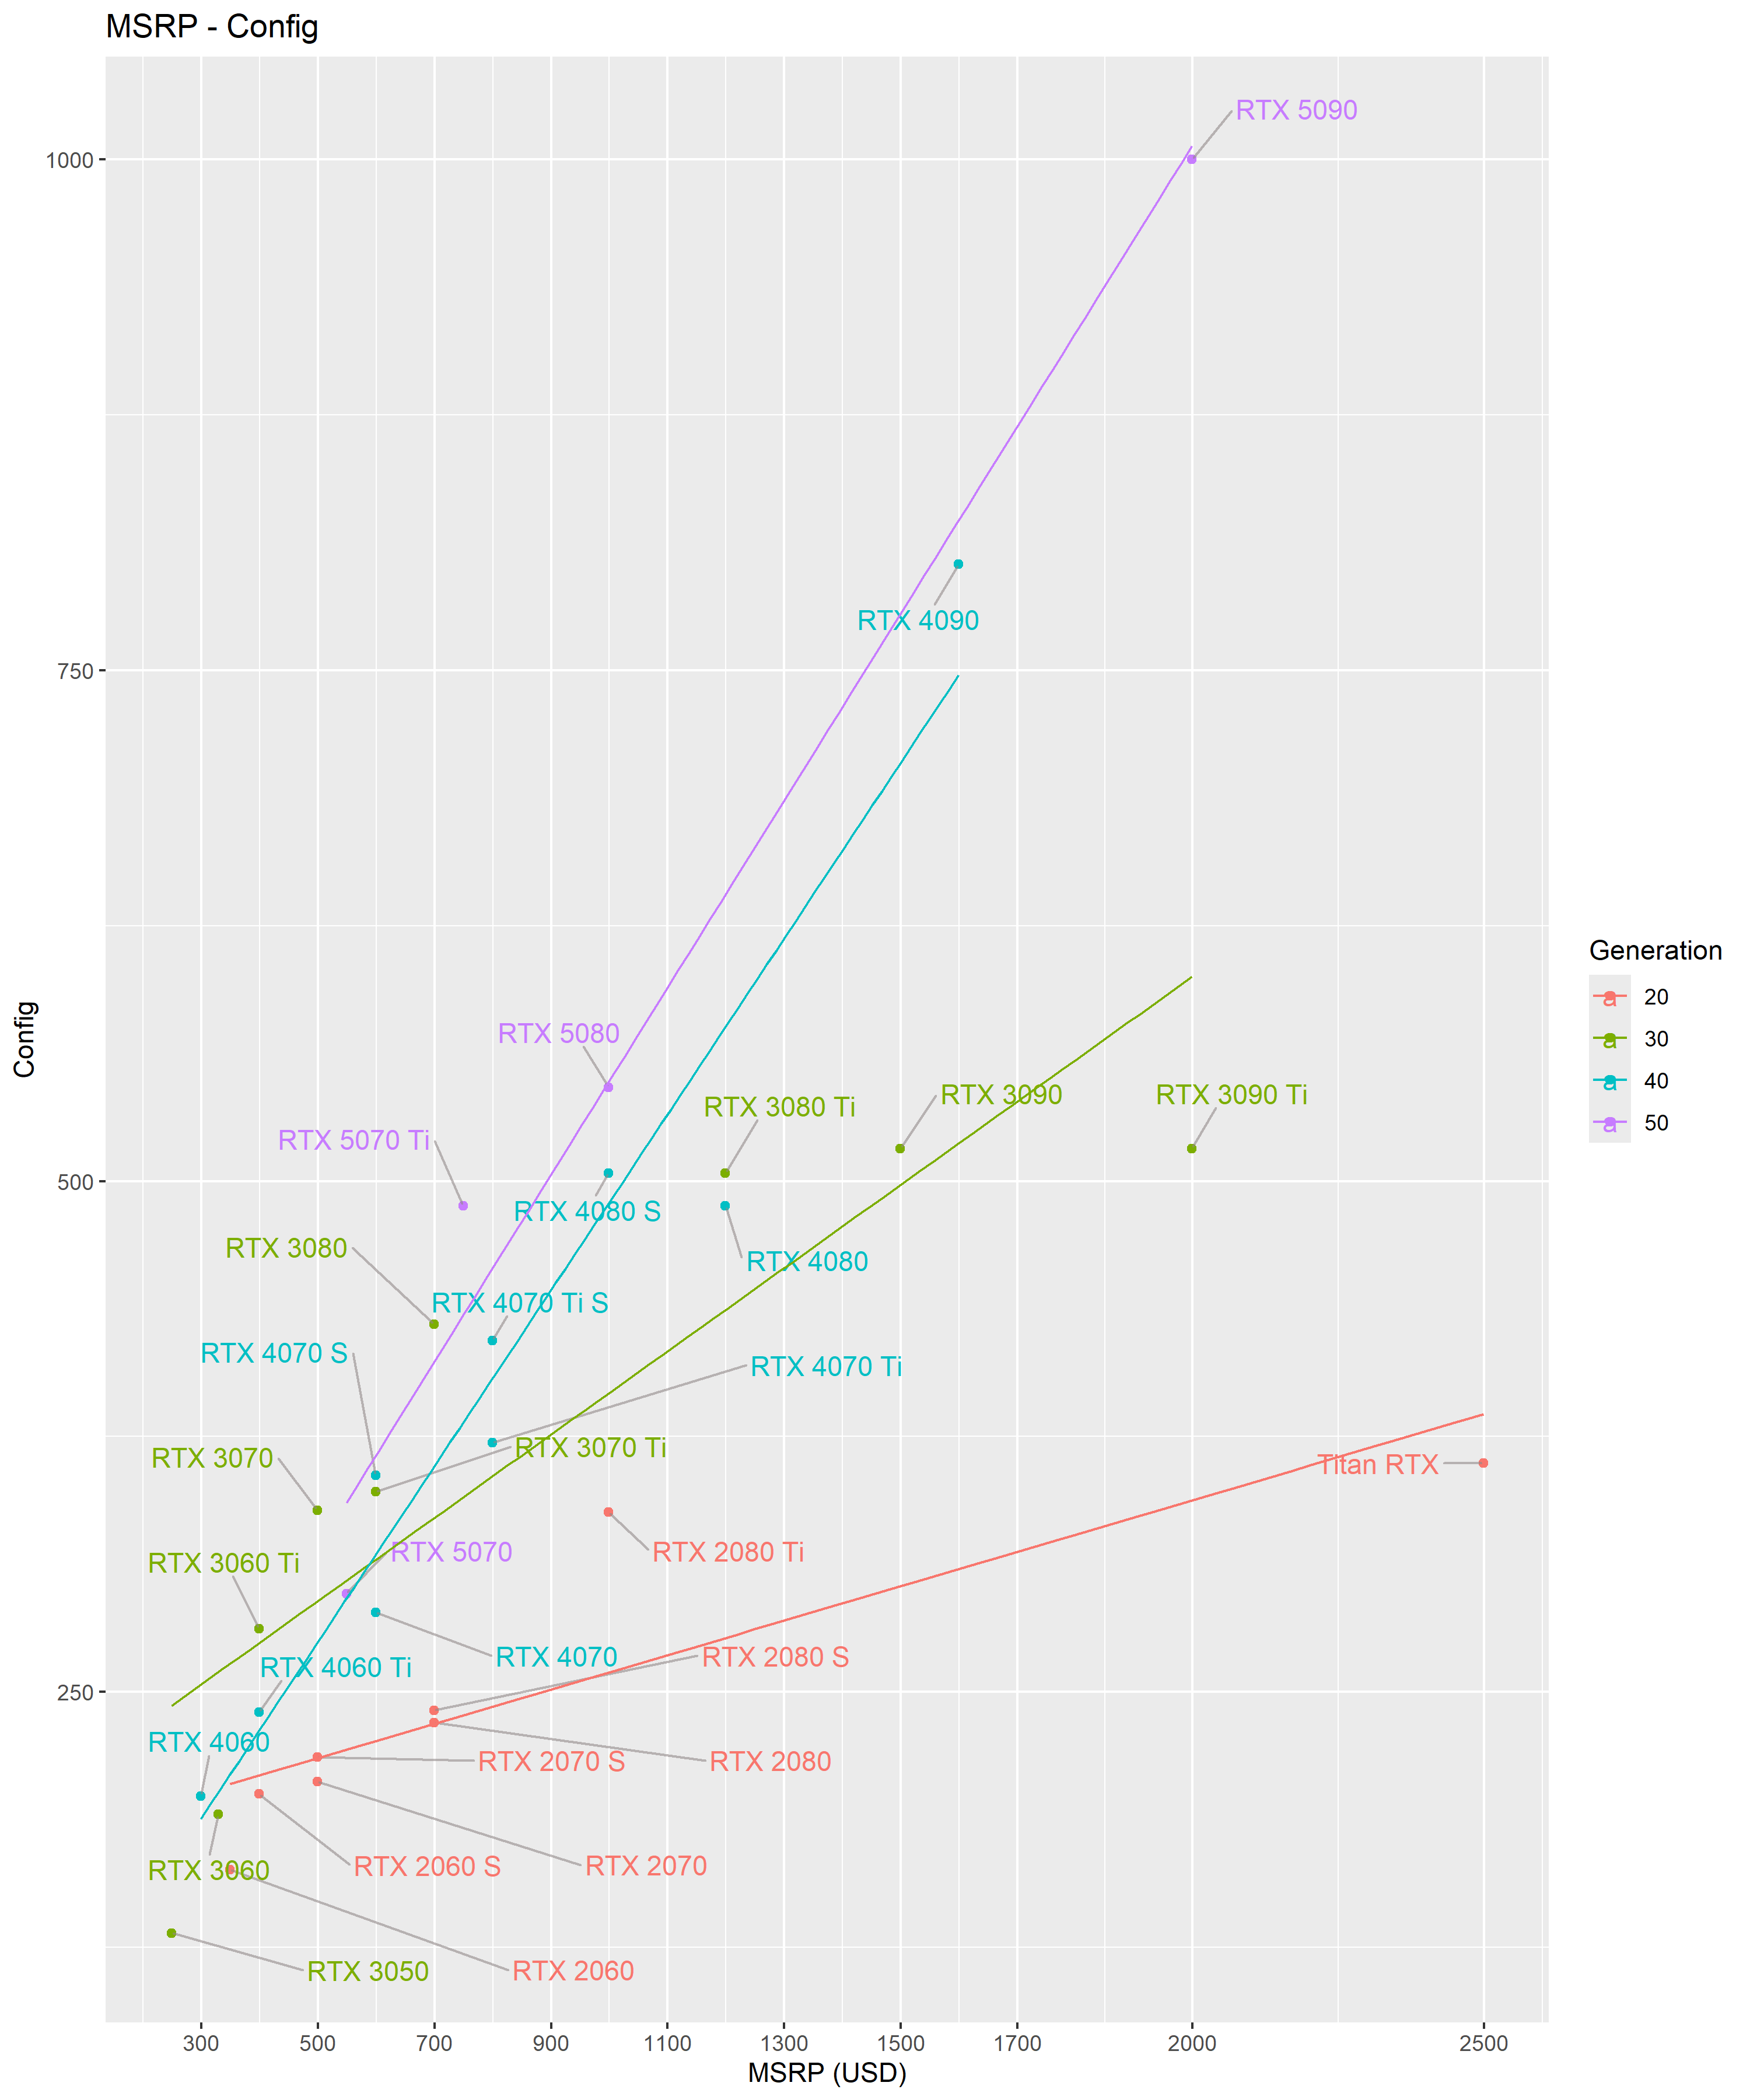 MSRP - Config
RTX 5090
1000
RTX 4090
750
Generation
20
30
40
50
a
a
a
a
Config
RTX 5080
RTX 3090
RTX 3090 Ti
RTX 3080 Ti
RTX 5070 Ti
500
RTX 4080 S
RTX 3080
RTX 4080
RTX 4070 Ti S
RTX 4070 S
RTX 4070 Ti
RTX 3070 Ti
RTX 3070
Titan RTX
RTX 5070
RTX 2080 Ti
RTX 3060 Ti
RTX 4070
RTX 2080 S
RTX 4060 Ti
250
RTX 4060
RTX 2070 S
RTX 2080
RTX 3060
RTX 2060 S
RTX 2070
RTX 3050
RTX 2060
300
500
700
900
1100
1300
1500
1700
2000
2500
MSRP (USD)